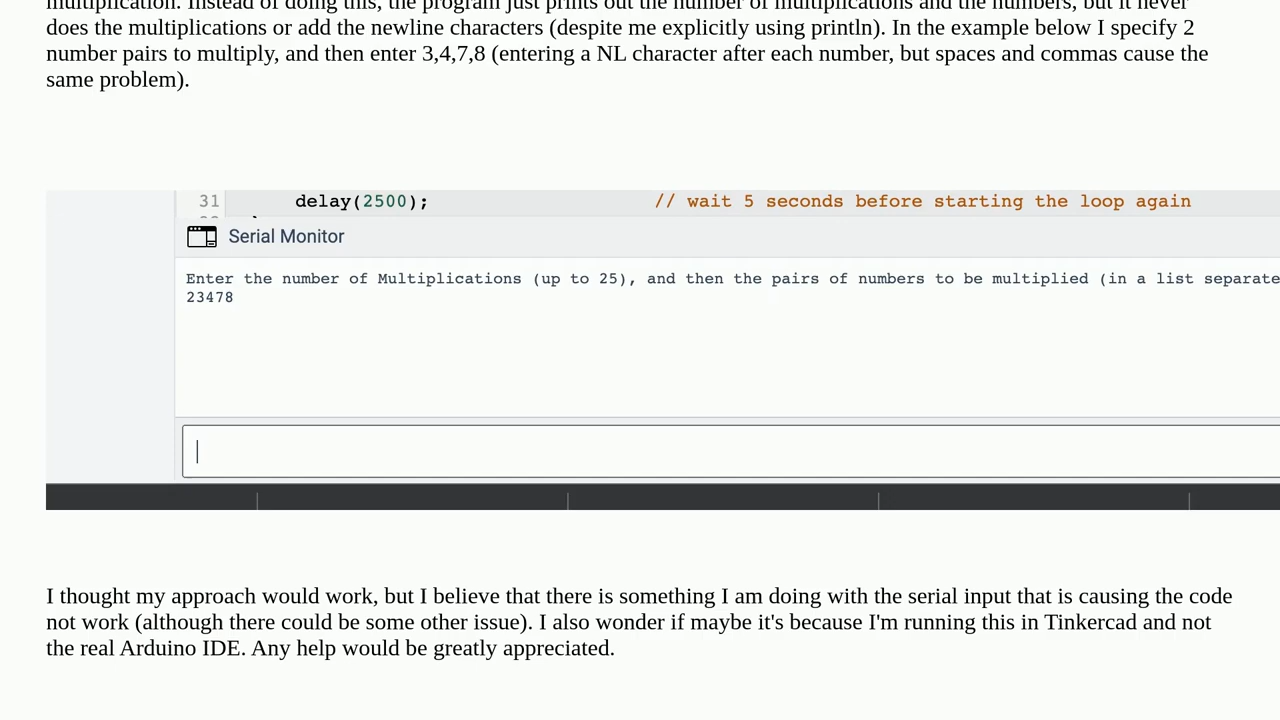 multiplication. Instead of doing this, the program just prints out the number of multiplications and the numbers, but it never
does the multiplications or add the newline characters (despite me explicitly using println). In the example below I specify 2
number pairs to multiply, and then enter 3,4,7,8 (entering a NL character after each number, but spaces and commas cause the
same problem).
31 delay(2500); // wait 5 seconds before starting the loop again
Serial Monitor
Enter the number of Multiplications (up to 25), and then the pairs of numbers to be multiplied (in a list separate
23478
I thought my approach would work, but I believe that there is something I am doing with the serial input that is causing the code
not work (although there could be some other issue). I also wonder if maybe it's because I'm running this in Tinkercad and not
the real Arduino IDE. Any help would be greatly appreciated.